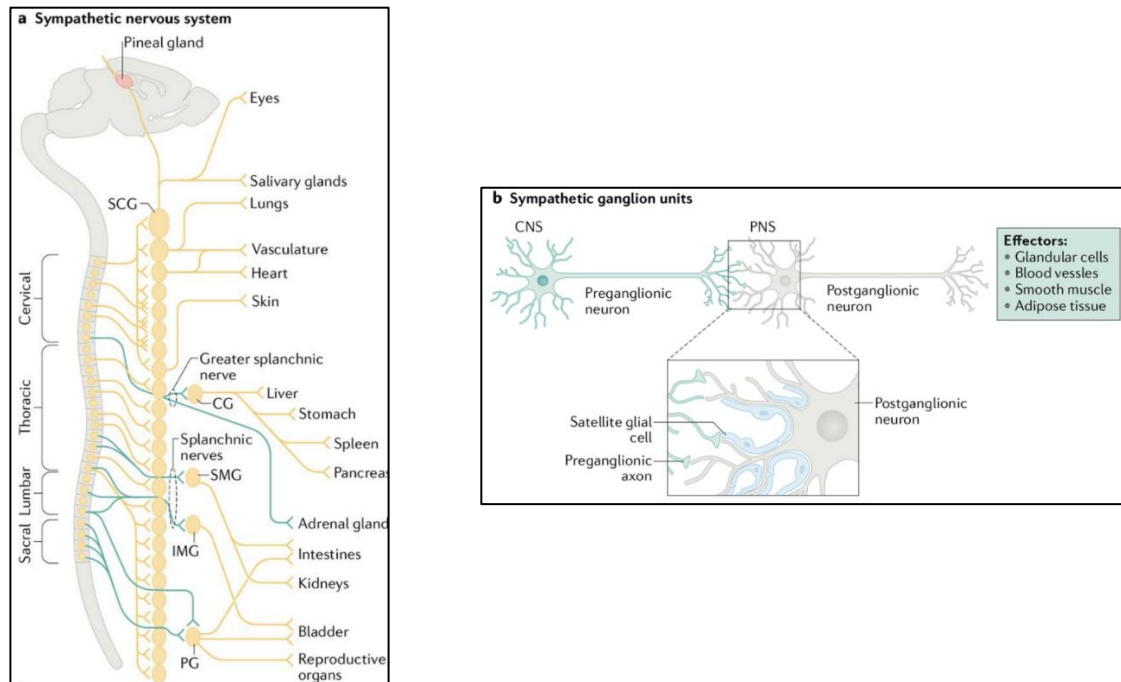 a Sympathetic nervous system
Pineal gland
Eyes
Salivary glands
SCG
Lungs
Vasculature
Heart
Skin
Cervical
Greater splanchnic
nerve
Liver
CG
Stomach
Thoracic
Splanchnic
nerves
Spleen
Pancreas
SMG
Lumbar
Adrenal gland
IMG
Intestines
Sacral
Kidneys
Bladder
PG
Reproductive
organs
b Sympathetic ganglion units
CNS
PNS
Preganglionic
neuron
Postganglionic
neuron
Effectors:
• Glandular cells
• Blood vessles
• Smooth muscle
• Adipose tissue
Satellite glial
cell
Preganglionic
axon
Postganglionic
neuron